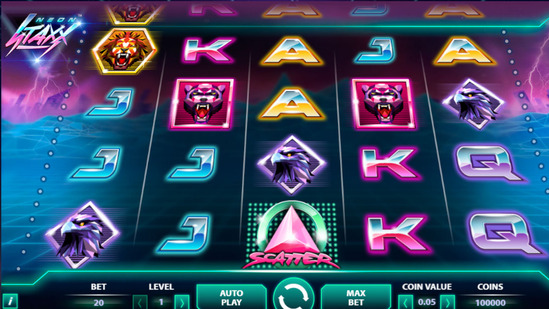 NEON
STAXX
K A J A
J A
J J K Q
J SCATTER K Q
BET
20
LEVEL
1
AUTO
PLAY
MAX
BET
COIN VALUE
0.05
COINS
100000
i